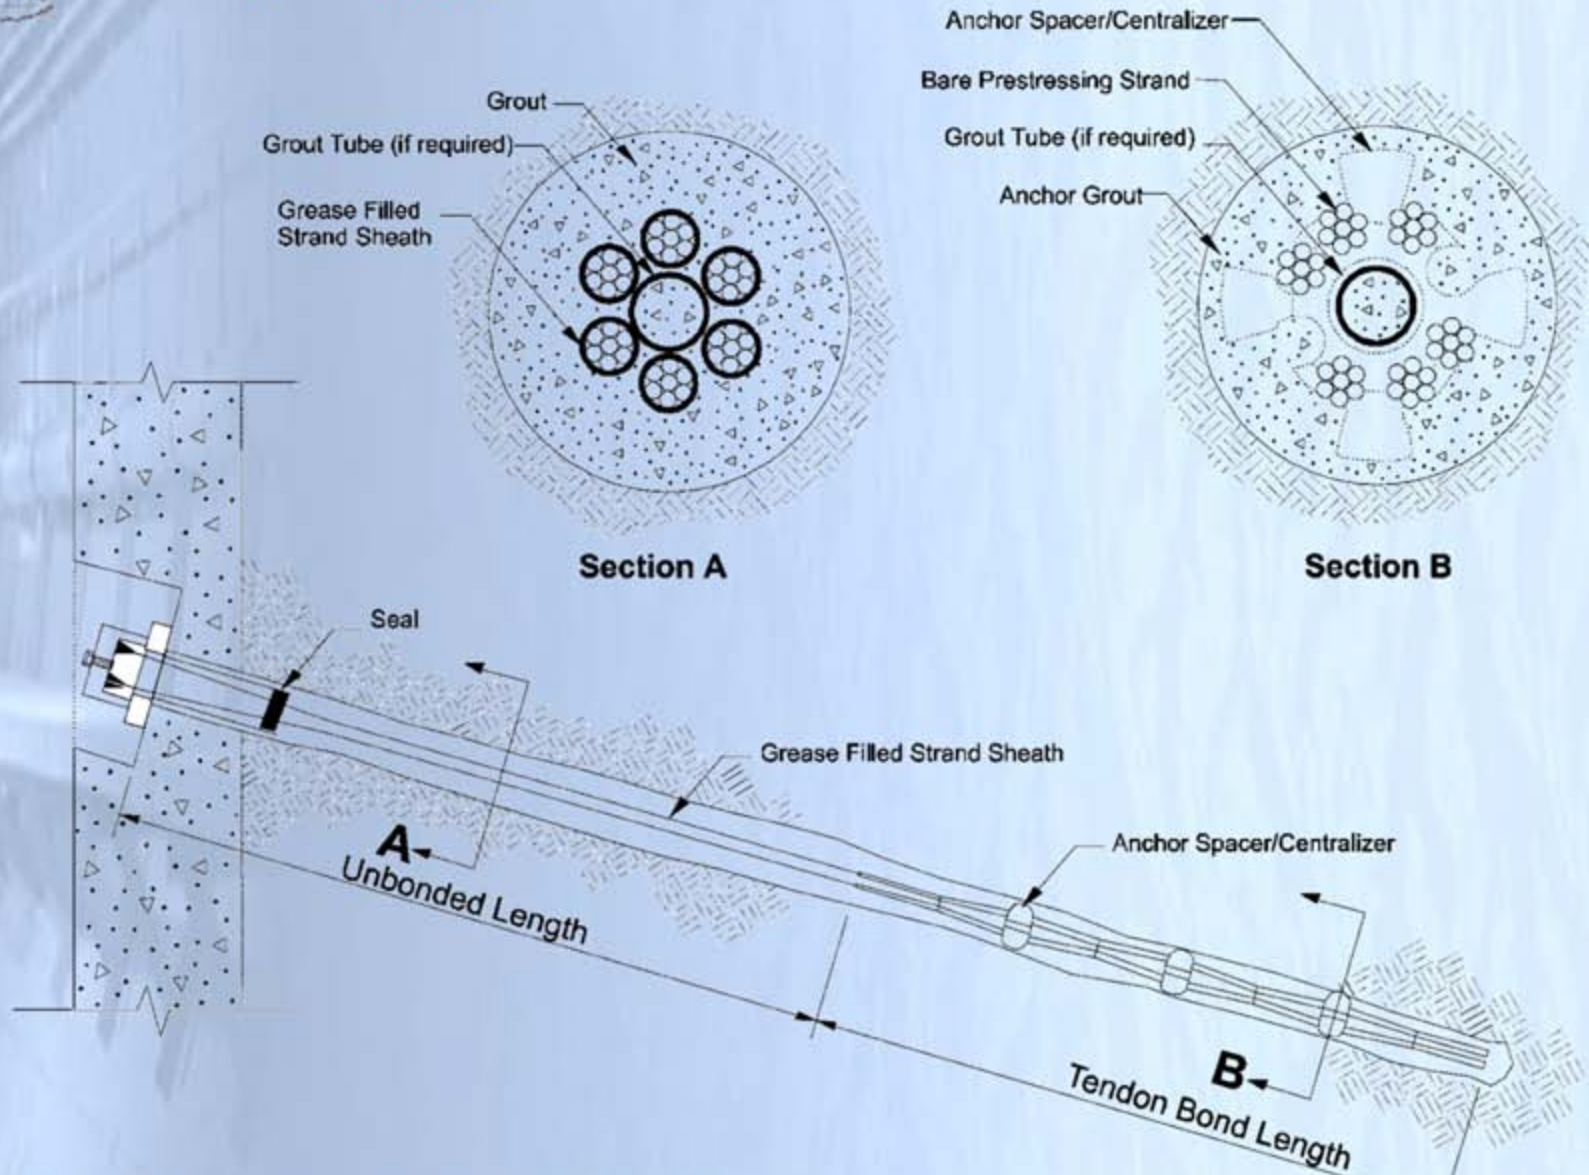 Anchor Spacer/Centralizer
Bare Prestressing Strand
Grout
Grout Tube (if required)
Grout Tube (if required)
Anchor Grout
Grease Filled
Strand Sheath
Section A
Section B
Seal
Grease Filled Strand Sheath
A
Unbonded Length
Anchor Spacer/Centralizer
B
Tendon Bond Length